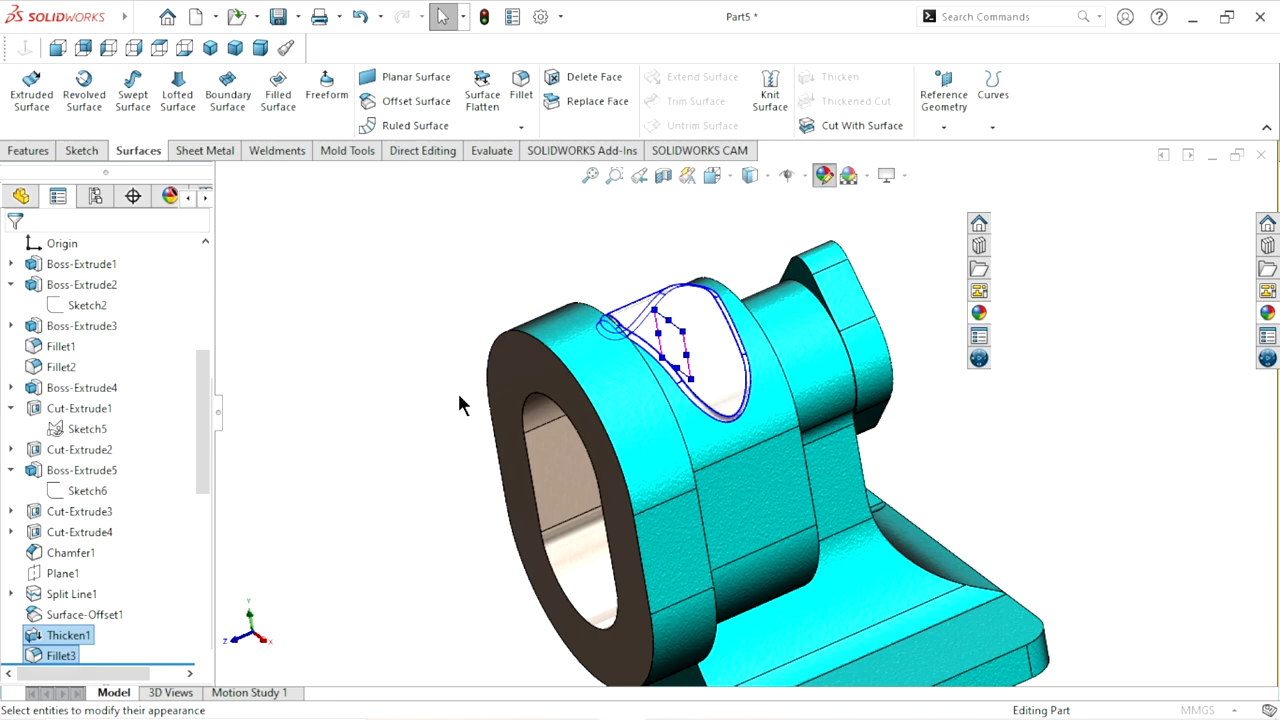 SOLIDWORKS
Part5 *
Search Commands
Extruded Surface
Revolved Surface
Swept Surface
Lofted Surface
Boundary Surface
Filled Surface
Freeform
Planar Surface
Offset Surface
Ruled Surface
Surface Flatten
Fillet
Delete Face
Replace Face
Extend Surface
Trim Surface
Untrim Surface
Knit Surface
Thicken
Thickened Cut
Cut With Surface
Reference Geometry
Curves
Features
Sketch
Surfaces
Sheet Metal
Weldments
Mold Tools
Direct Editing
Evaluate
SOLIDWORKS Add-Ins
SOLIDWORKS CAM
Origin
Boss-Extrude1
Boss-Extrude2
Sketch2
Boss-Extrude3
Fillet1
Fillet2
Boss-Extrude4
Cut-Extrude1
Sketch5
Cut-Extrude2
Boss-Extrude5
Sketch6
Cut-Extrude3
Cut-Extrude4
Chamfer1
Plane1
Split Line1
Surface-Offset1
Thicken1
Fillet3
Y
Z
X
Model
3D Views
Motion Study 1
Select entities to modify their appearance
Editing Part
MMGS